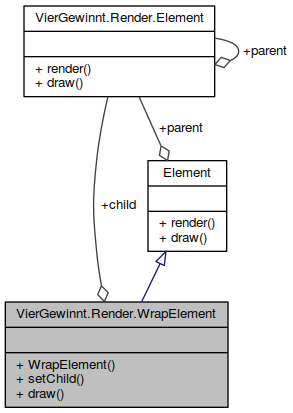 VierGewinnt.Render.Element
+ render()
+ draw()
+parent
+parent
Element
+ render()
+ draw()
+child
VierGewinnt.Render.WrapElement
+ WrapElement()
+ setChild()
+ draw()